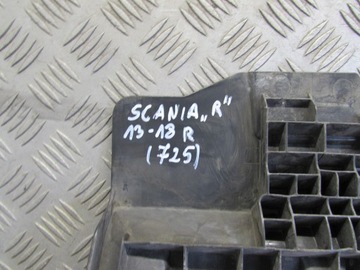 SCANIA „R"
13-18 R
(725)